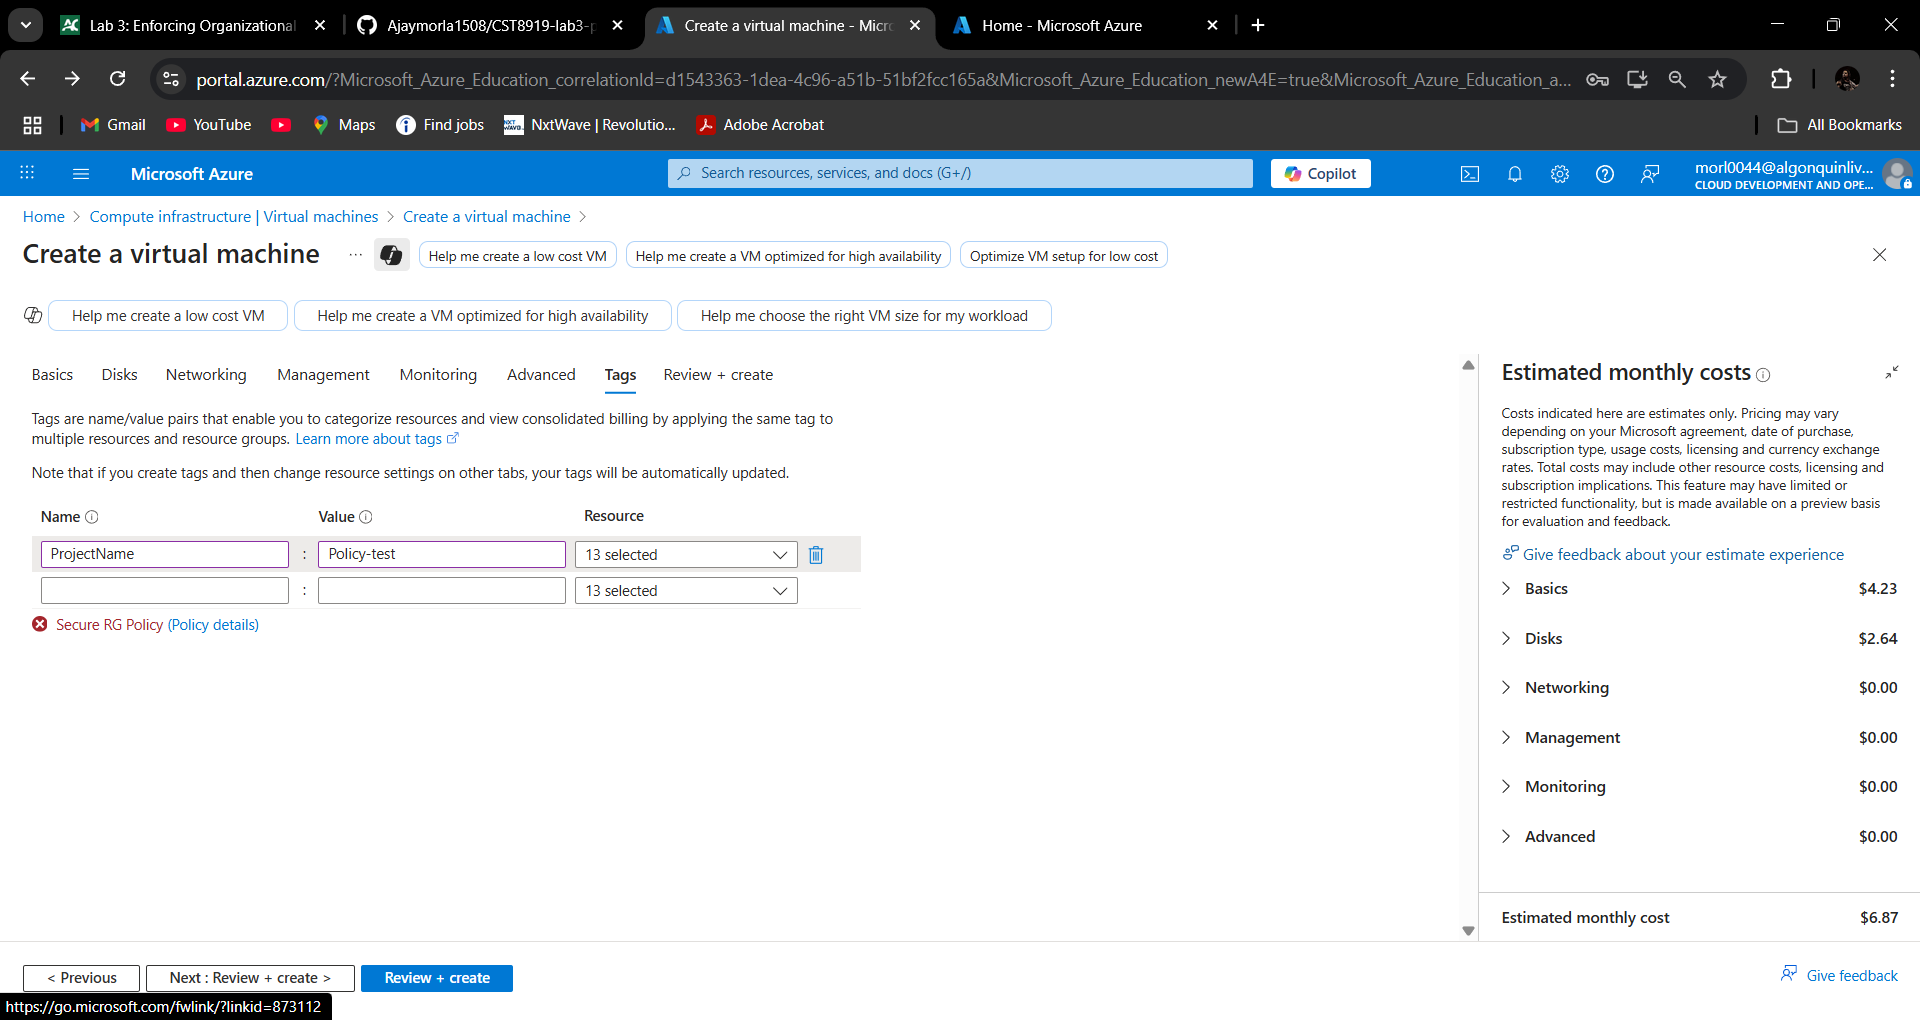 Lab 3: Enforcing Organizational
Ajaymorla1508/CST8919-lab3-p
Create a virtual machine - Micro
Home - Microsoft Azure
portal.azure.com/?Microsoft_Azure_Education_correlationId=d1543363-1dea-4c96-a51b-51bf2fcc165a&Microsoft_Azure_Education_newA4E=true&Microsoft_Azure_Education_a...
Gmail
YouTube
Maps
Find jobs
NxtWave | Revolutio...
Adobe Acrobat
All Bookmarks
Microsoft Azure
Search resources, services, and docs (G+/)
Copilot
morl0044@algonquinliv...
CLOUD DEVELOPMENT AND OPE...
Home > Compute infrastructure | Virtual machines > Create a virtual machine >
Create a virtual machine ...
Help me create a low cost VM
Help me create a VM optimized for high availability
Optimize VM setup for low cost
Help me create a low cost VM
Help me create a VM optimized for high availability
Help me choose the right VM size for my workload
Basics Disks Networking Management Monitoring Advanced Tags Review + create
Tags are name/value pairs that enable you to categorize resources and view consolidated billing by applying the same tag to
multiple resources and resource groups. Learn more about tags
Note that if you create tags and then change resource settings on other tabs, your tags will be automatically updated.
Name Value Resource
ProjectName : Policy-test 13 selected
: 13 selected
Secure RG Policy (Policy details)
Estimated monthly costs
Costs indicated here are estimates only. Pricing may vary
depending on your Microsoft agreement, date of purchase,
subscription type, usage costs, licensing and currency exchange
rates. Total costs may include other resource costs, licensing and
subscription implications. This feature may have limited or
restricted functionality, but is made available on a preview basis
for evaluation and feedback.
Give feedback about your estimate experience
Basics $4.23
Disks $2.64
Networking $0.00
Management $0.00
Monitoring $0.00
Advanced $0.00
Estimated monthly cost $6.87
< Previous
Next : Review + create >
Review + create
Give feedback
https://go.microsoft.com/fwlink/?linkid=873112